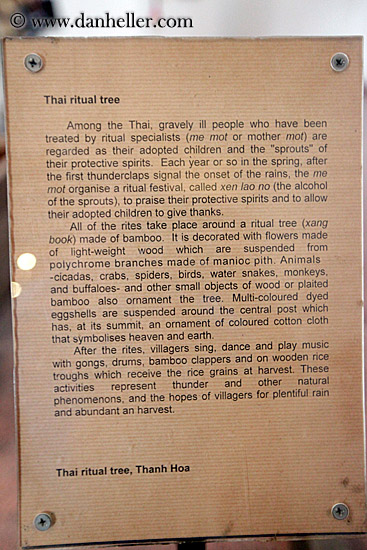 © www.danheller.com
Thai ritual tree
Among the Thai, gravely ill people who have been
treated by ritual specialists (me mot or mother mot) are
regarded as their adopted children and the "sprouts" of
their protective spirits. Each year or so in the spring, after
the first thunderclaps signal the onset of the rains, the me
mot organise a ritual festival, called xen lao no (the alcohol
of the sprouts), to praise their protective spirits and to allow
their adopted children to give thanks.
All of the rites take place around a ritual tree (xang
book) made of bamboo. It is decorated with flowers made
of light-weight wood which are suspended from
polychrome branches made of manioc pith. Animals
-cicadas, crabs, spiders, birds, water snakes, monkeys,
and buffaloes- and other small objects of wood or plaited
bamboo also ornament the tree. Multi-coloured dyed
eggshells are suspended around the central post which
has, at its summit, an ornament of coloured cotton cloth
that symbolises heaven and earth.
After the rites, villagers sing, dance and play music
with gongs, drums, bamboo clappers and on wooden rice
troughs which receive the rice grains at harvest. These
activities represent thunder and other natural
phenomenons, and the hopes of villagers for plentiful rain
and abundant an harvest.
Thai ritual tree, Thanh Hoa